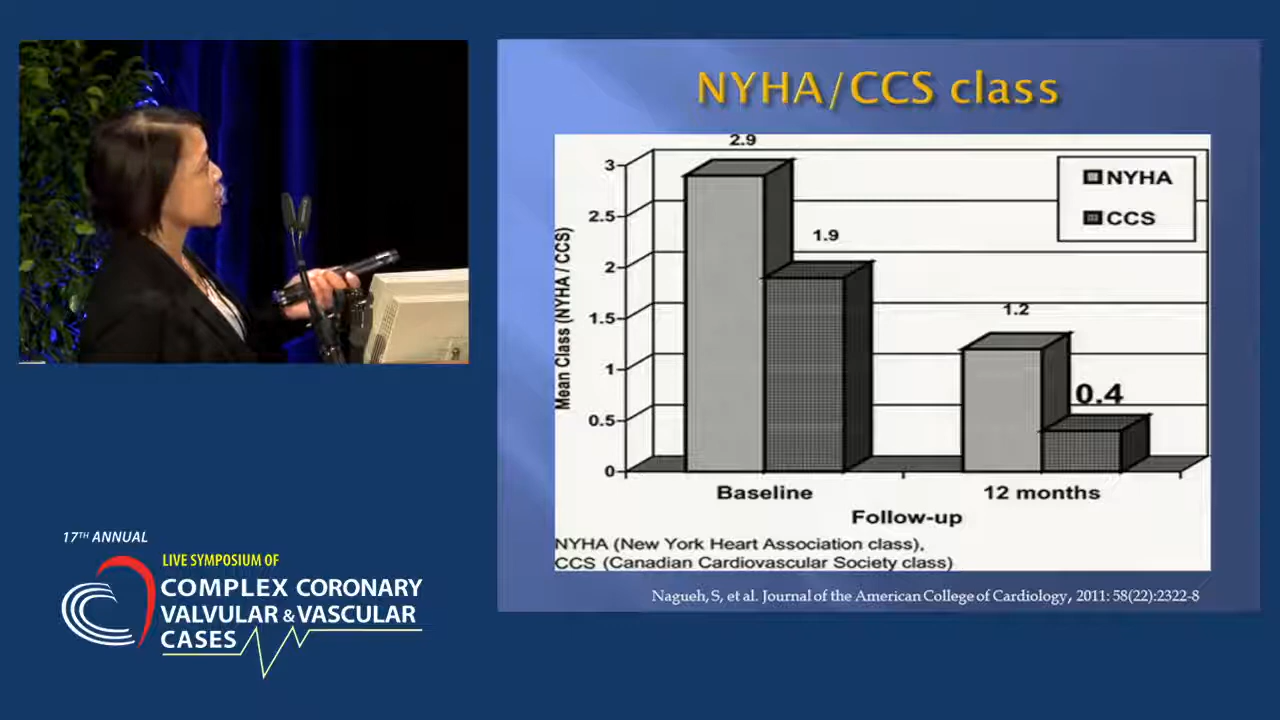 NYHA/CCS class
2.9
3
NYHA
2.5
CCS
1.9
2
1.2
1.5
Mean Class (NYHA / CCS)
1
0.4
0.5
0
Baseline
12 months
Follow-up
NYHA (New York Heart Association class),
CCS (Canadian Cardiovascular Society class)
Nagueh, S, et al. Journal of the American College of Cardiology, 2011: 58(22):2322-8
17TH ANNUAL
LIVE SYMPOSIUM OF
COMPLEX CORONARY
VALVULAR & VASCULAR
CASES